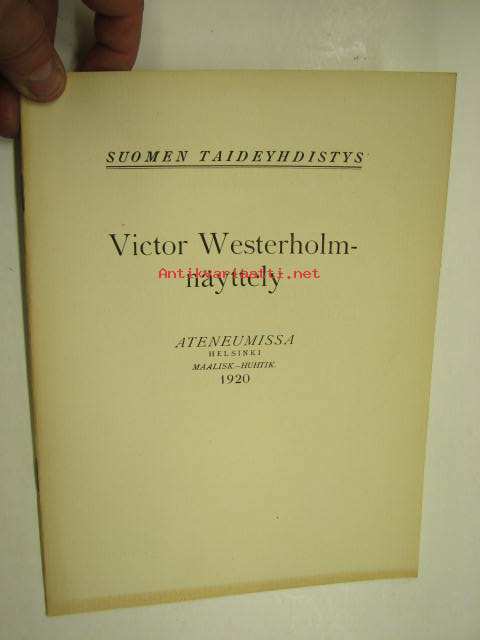 SUOMEN TAIDEYHDISTYS
Victor Westerholm-
Antikvariaatti.net
näyttely
ATENEUMISSA
HELSINKI
MAALISK.–HUHTIK.
1920